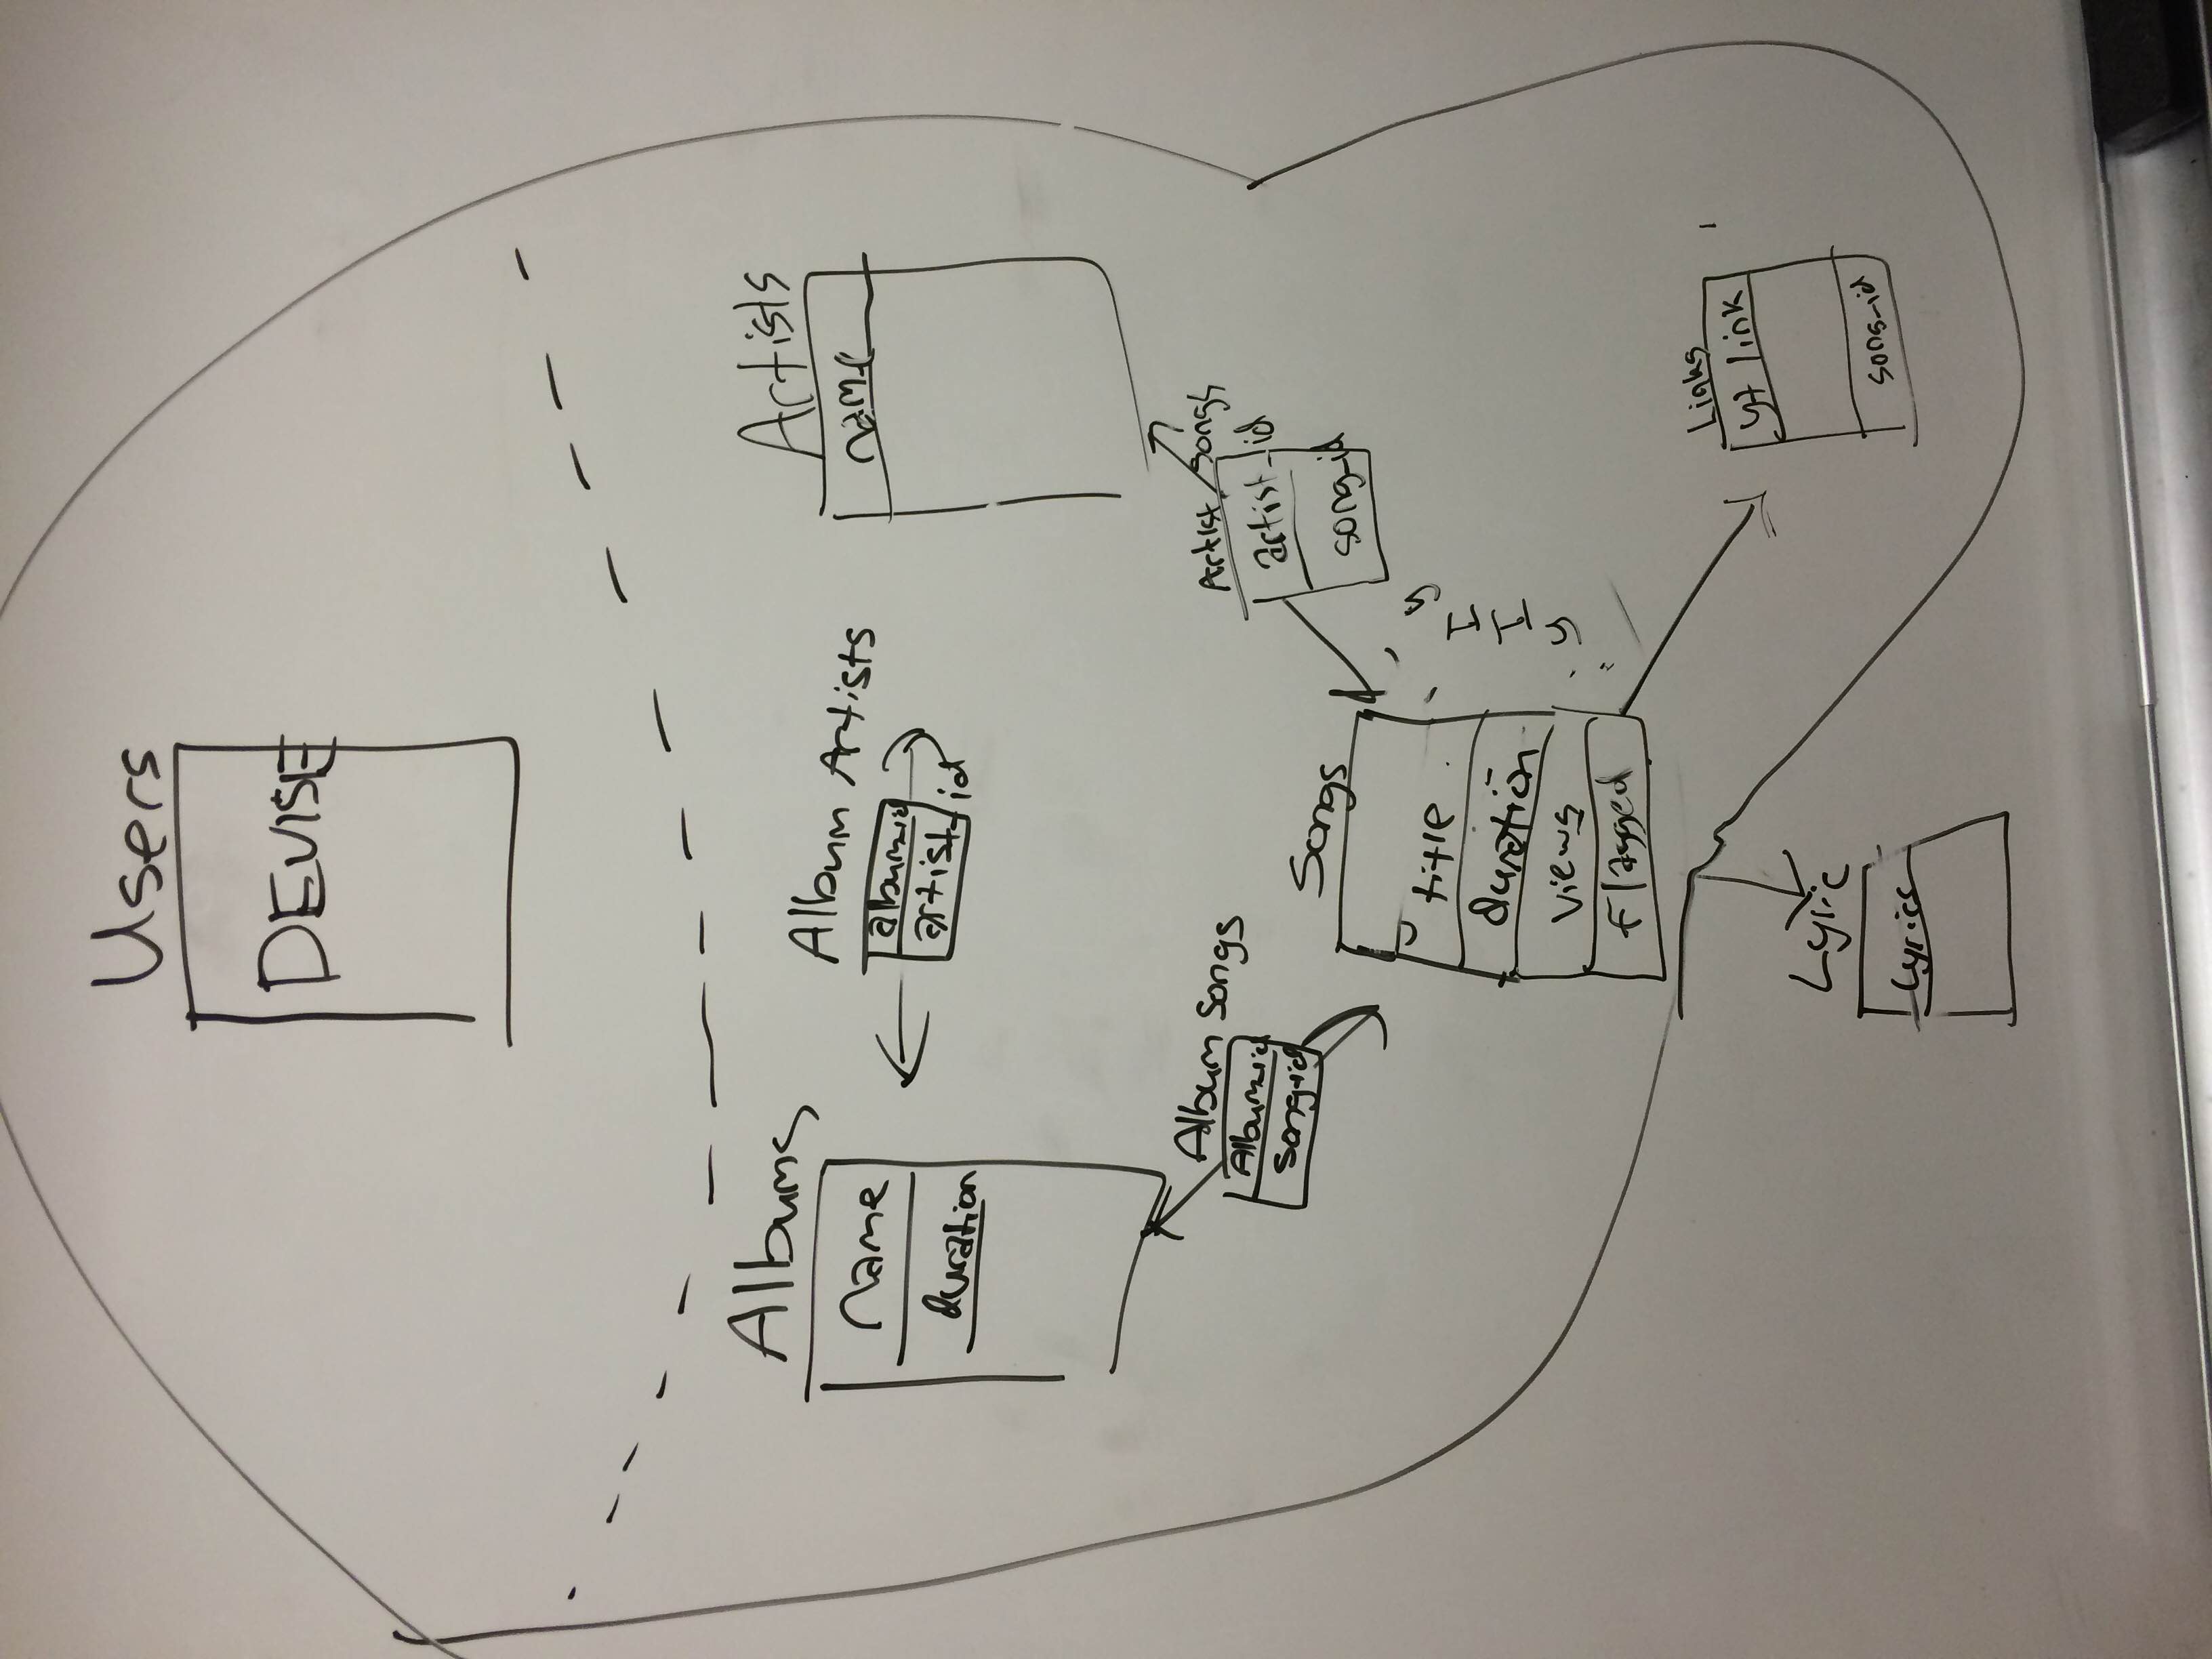 Users
DEVISE
Albums
name
duration
Album Artists
album_id
artist_id
Artists
name
Album Songs
Album_id
song_id
Artist Songs
artist_id
song_id
Songs
title
duration
views
Flagged
Links
yt link
song_id
Lyric
Lyrics